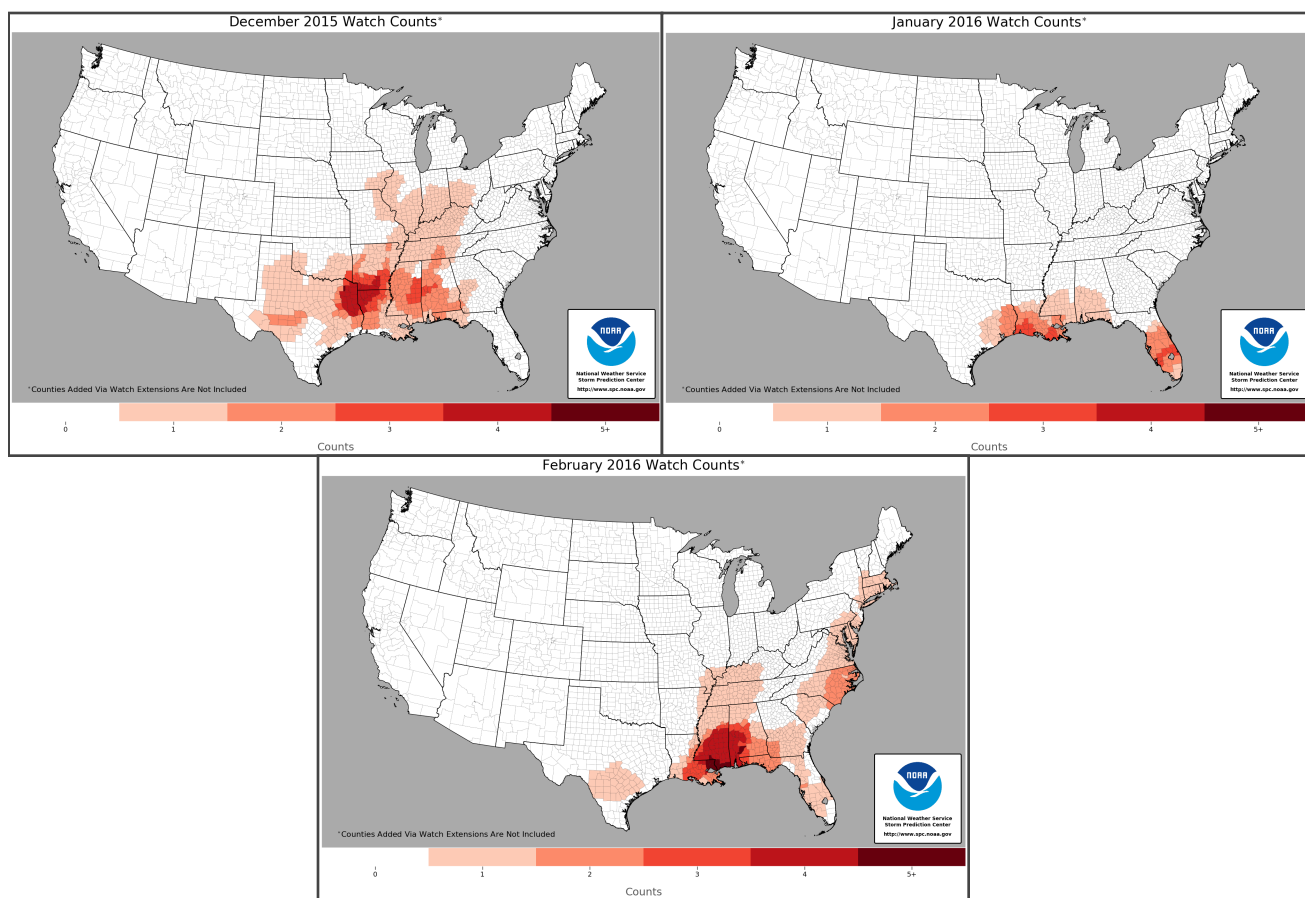 December 2015 Watch Counts*
NOAA
National Weather Service
Storm Prediction Center
http://www.spc.noaa.gov
*Counties Added Via Watch Extensions Are Not Included
0 1 2 3 4 5+
Counts
January 2016 Watch Counts*
NOAA
National Weather Service
Storm Prediction Center
http://www.spc.noaa.gov
*Counties Added Via Watch Extensions Are Not Included
0 1 2 3 4 5+
Counts
February 2016 Watch Counts*
NOAA
National Weather Service
Storm Prediction Center
http://www.spc.noaa.gov
*Counties Added Via Watch Extensions Are Not Included
0 1 2 3 4 5+
Counts